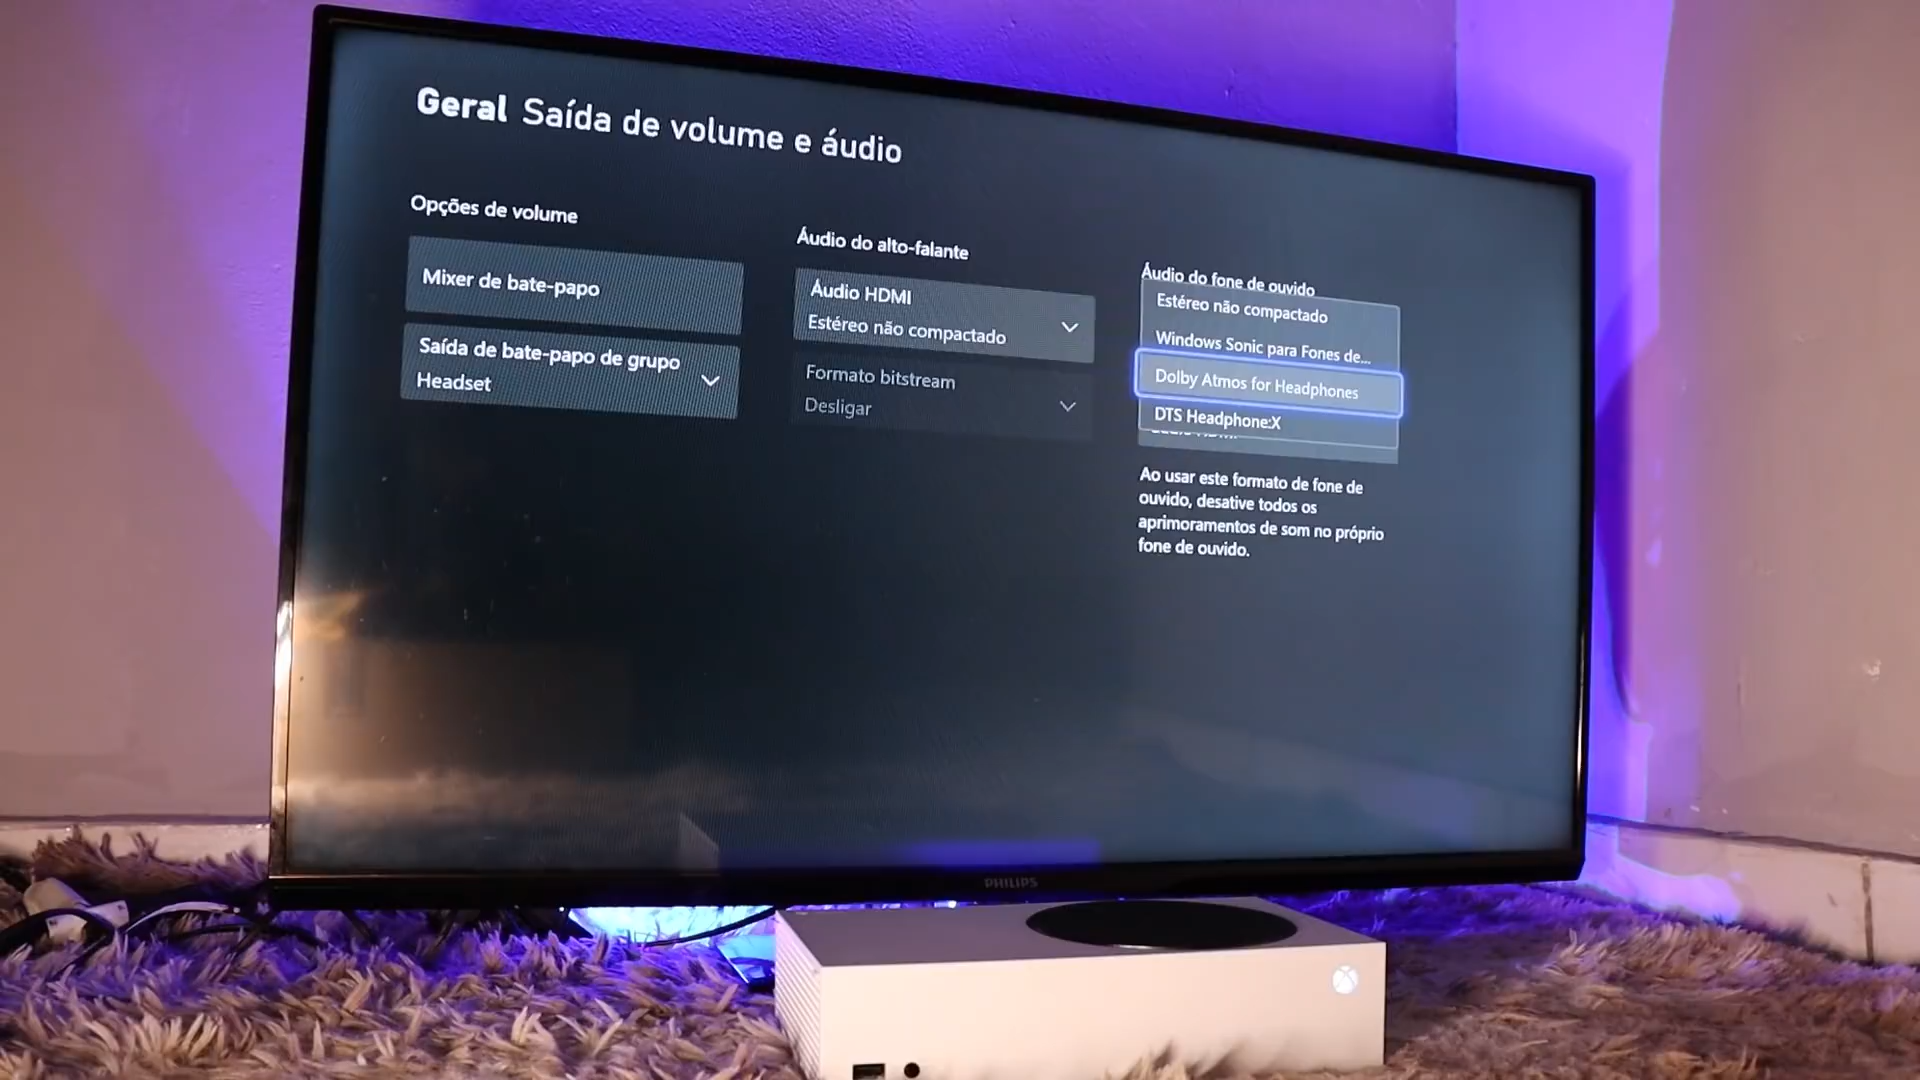 Geral Saída de volume e áudio
Opções de volume
Mixer de bate-papo
Saída de bate-papo de grupo
Headset
Áudio do alto-falante
Áudio HDMI
Estéreo não compactado
Formato bitstream
Desligar
Áudio do fone de ouvido
Estéreo não compactado
Windows Sonic para Fones de...
Dolby Atmos for Headphones
DTS Headphone:X
Ao usar este formato de fone de
ouvido, desative todos os
aprimoramentos de som no próprio
fone de ouvido.
PHILIPS